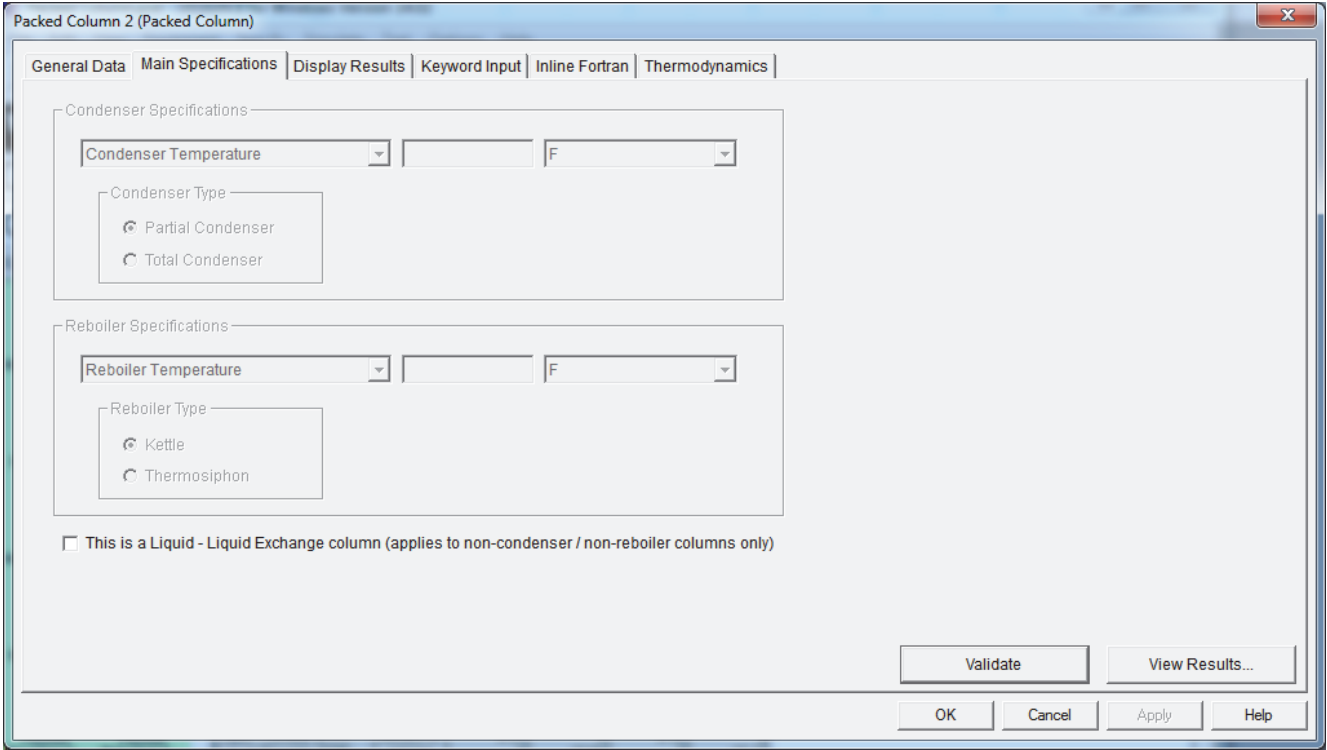 Packed Column 2 (Packed Column)
General Data Main Specifications Display Results Keyword Input Inline Fortran Thermodynamics
Condenser Specifications
Condenser Temperature F
Condenser Type
Partial Condenser
Total Condenser
Reboiler Specifications
Reboiler Temperature F
Reboiler Type
Kettle
Thermosiphon
This is a Liquid - Liquid Exchange column (applies to non-condenser / non-reboiler columns only)
Validate View Results...
OK Cancel Apply Help